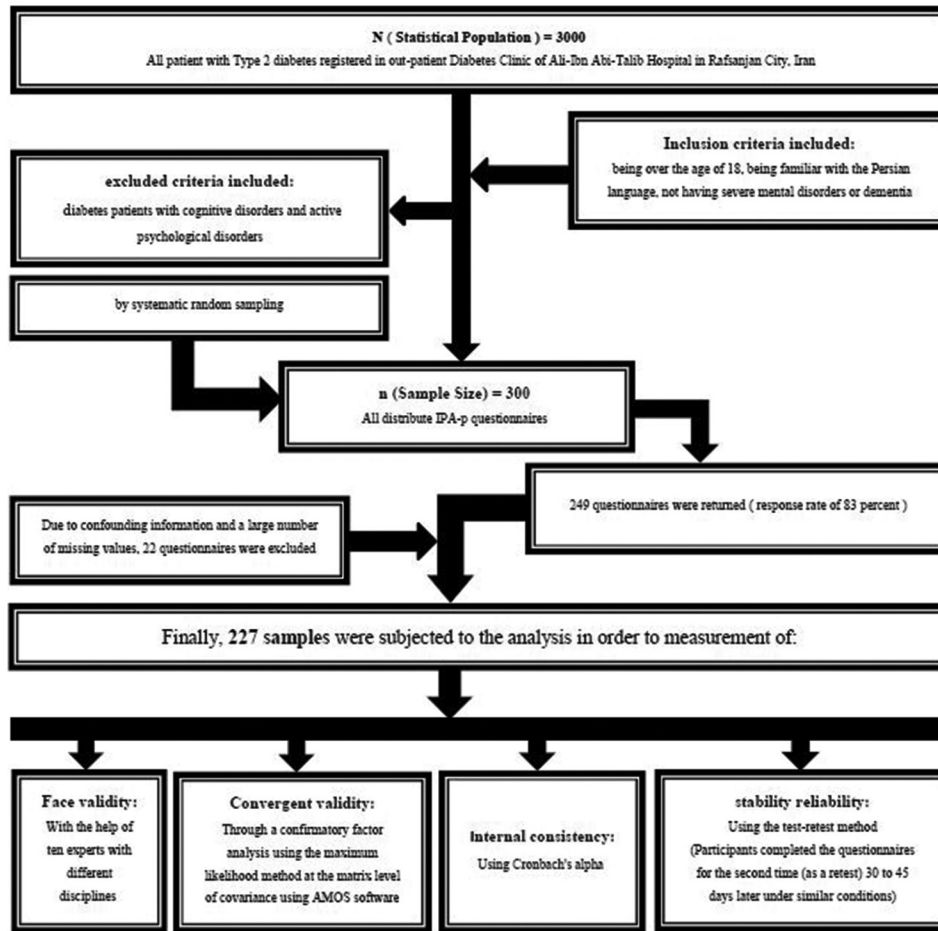 N ( Statistical Population ) = 3000
All patient with Type 2 diabetes registered in out-patient Diabetes Clinic of Ali-Ibn Abi-Talib Hospital in Rafsanjan City, Iran
Inclusion criteria included:
being over the age of 18, being familiar with the Persian
language, not having severe mental disorders or dementia
excluded criteria included:
diabetes patients with cognitive disorders and active
psychological disorders
by systematic random sampling
n (Sample Size) = 300
All distribute IPA-p questionnaires
249 questionnaires were returned ( response rate of 83 percent )
Due to confounding information and a large number
of missing values, 22 questionnaires were excluded
Finally, 227 samples were subjected to the analysis in order to measurement of:
Face validity:
With the help of
ten experts with
different
disciplines
Convergent validity:
Through a confirmatory factor
analysis using the maximum
likelihood method at the matrix level
of covariance using AMOS software
Internal consistency:
Using Cronbach's alpha
stability reliability:
Using the test-retest method
(Participants completed the questionnaires
for the second time (as a retest) 30 to 45
days later under similar conditions)